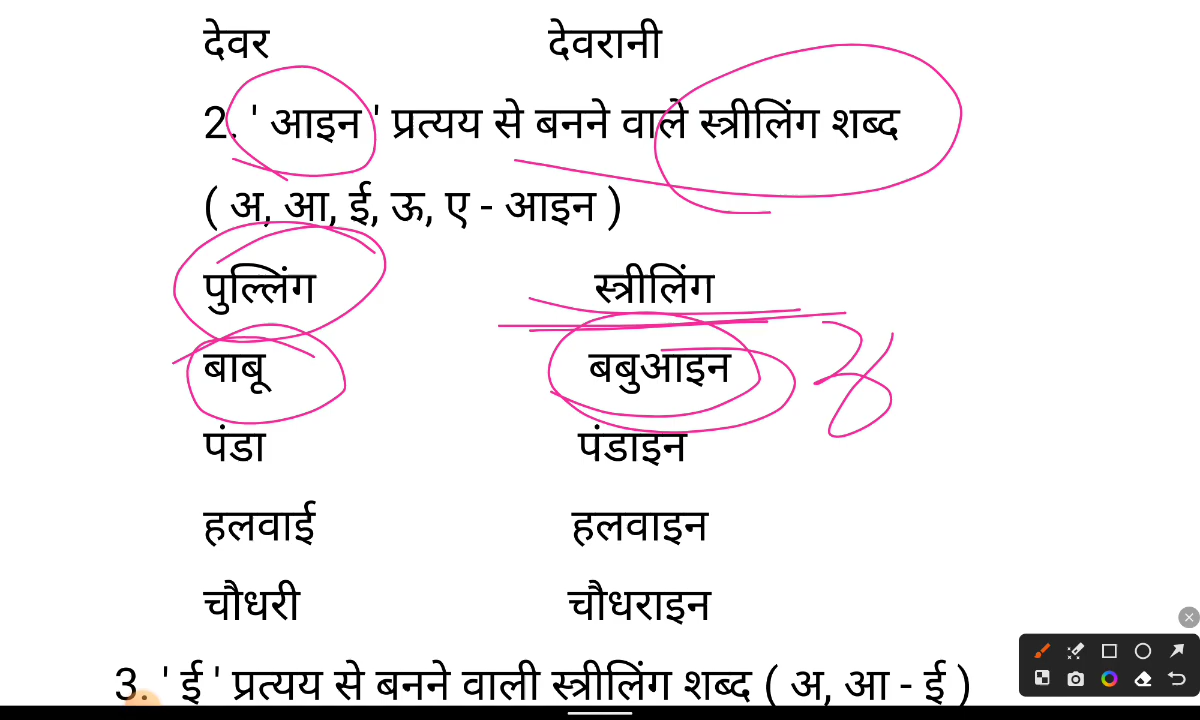 देवर देवरानी
2. ' आइन ' प्रत्यय से बनने वाले स्त्रीलिंग शब्द
( अ, आ, ई, ऊ, ए - आइन )
पुल्लिंग स्त्रीलिंग
बाबू बबुआइन
पंडा पंडाइन
हलवाई हलवाइन
चौधरी चौधराइन
3. ' ई ' प्रत्यय से बनने वाली स्त्रीलिंग शब्द ( अ, आ - ई )